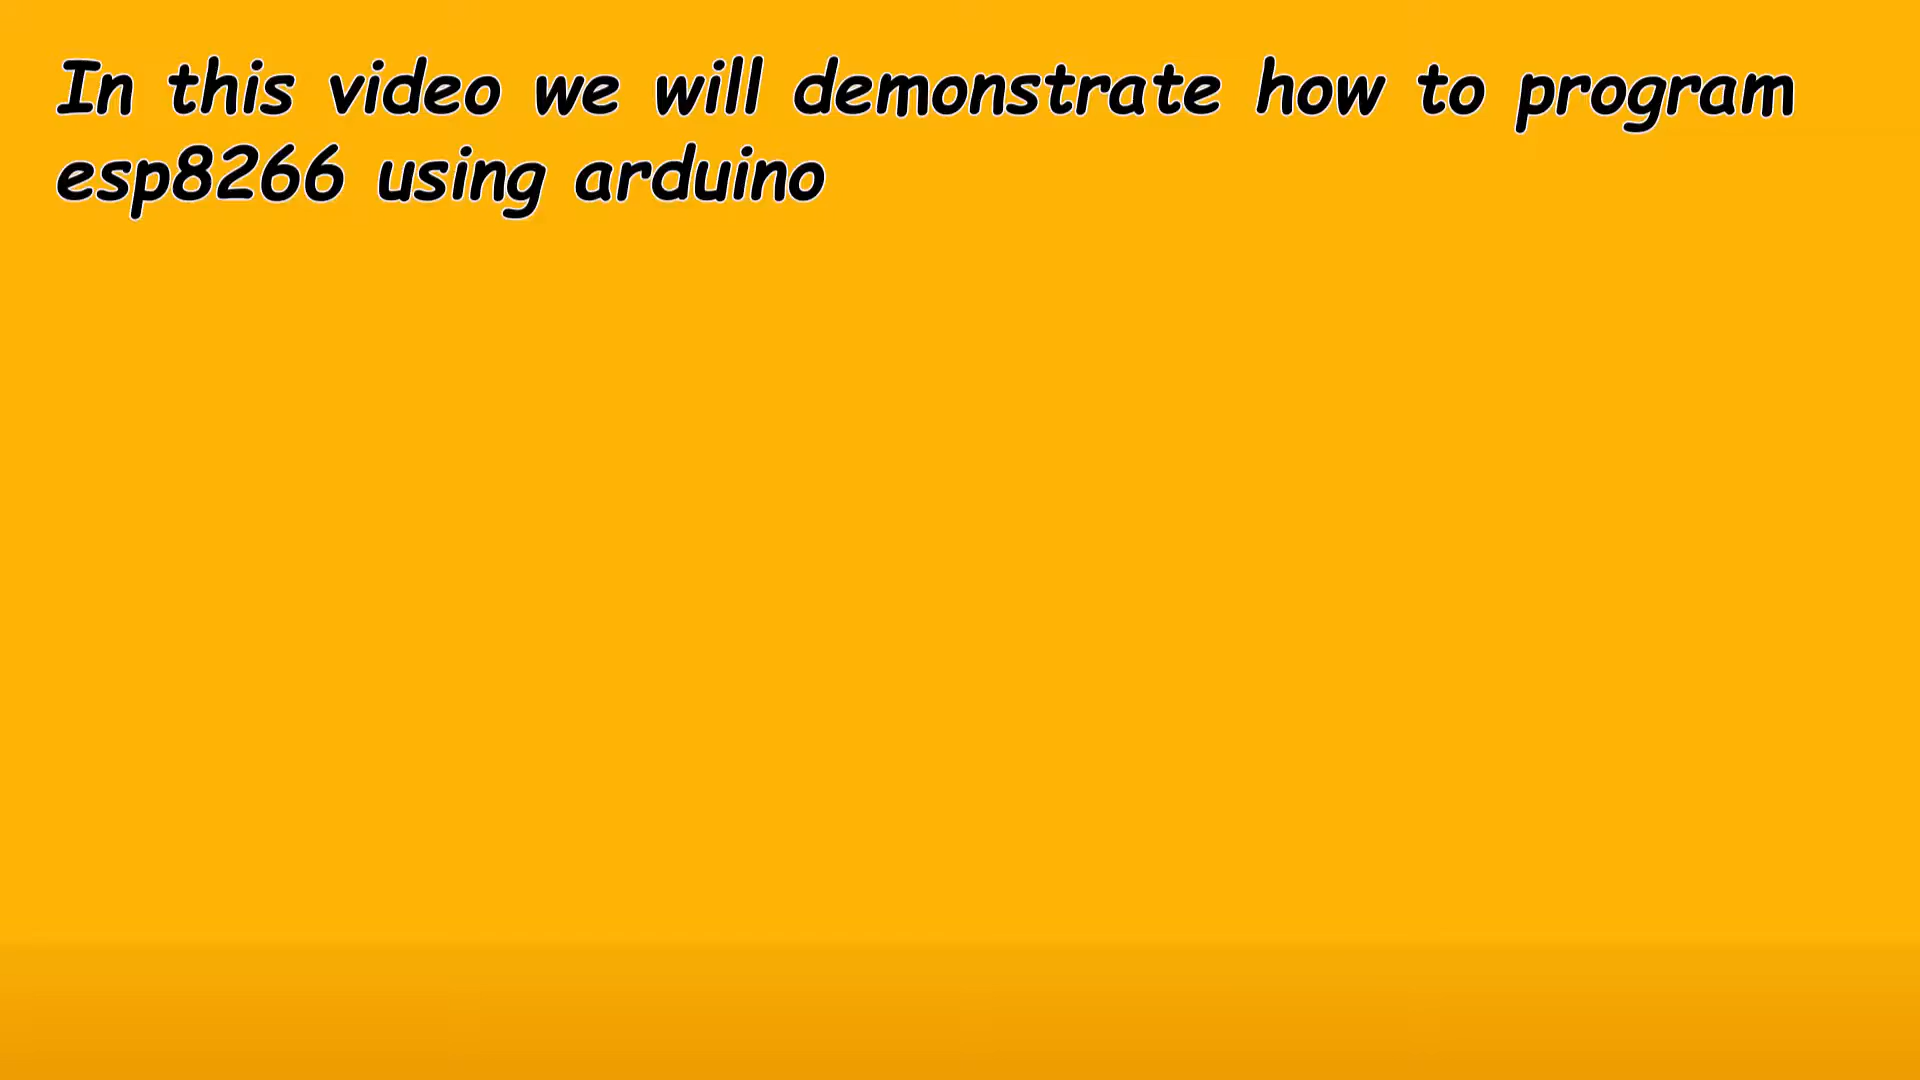 In this video we will demonstrate how to program
esp8266 using arduino